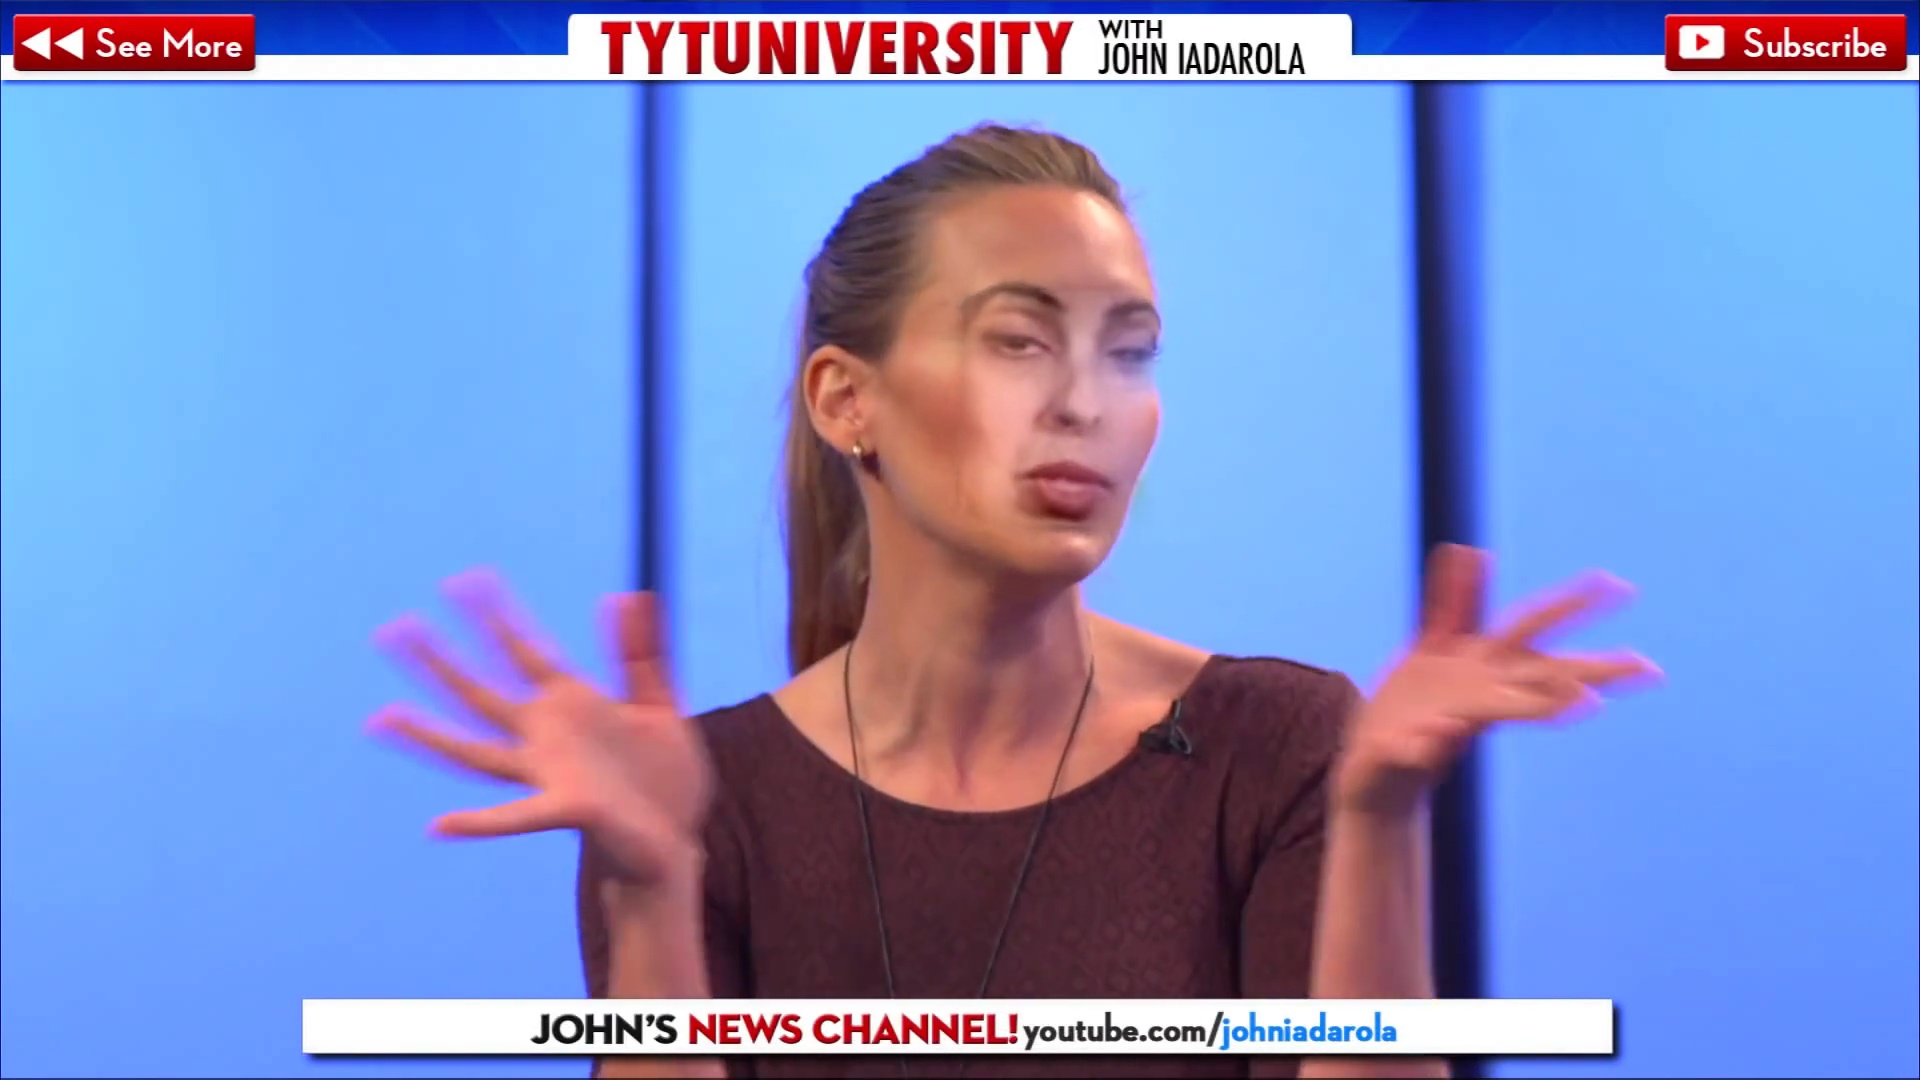 See More
TYTUNIVERSITY
WITH
JOHN IADAROLA
Subscribe
JOHN'S NEWS CHANNEL! youtube.com/johniadarola